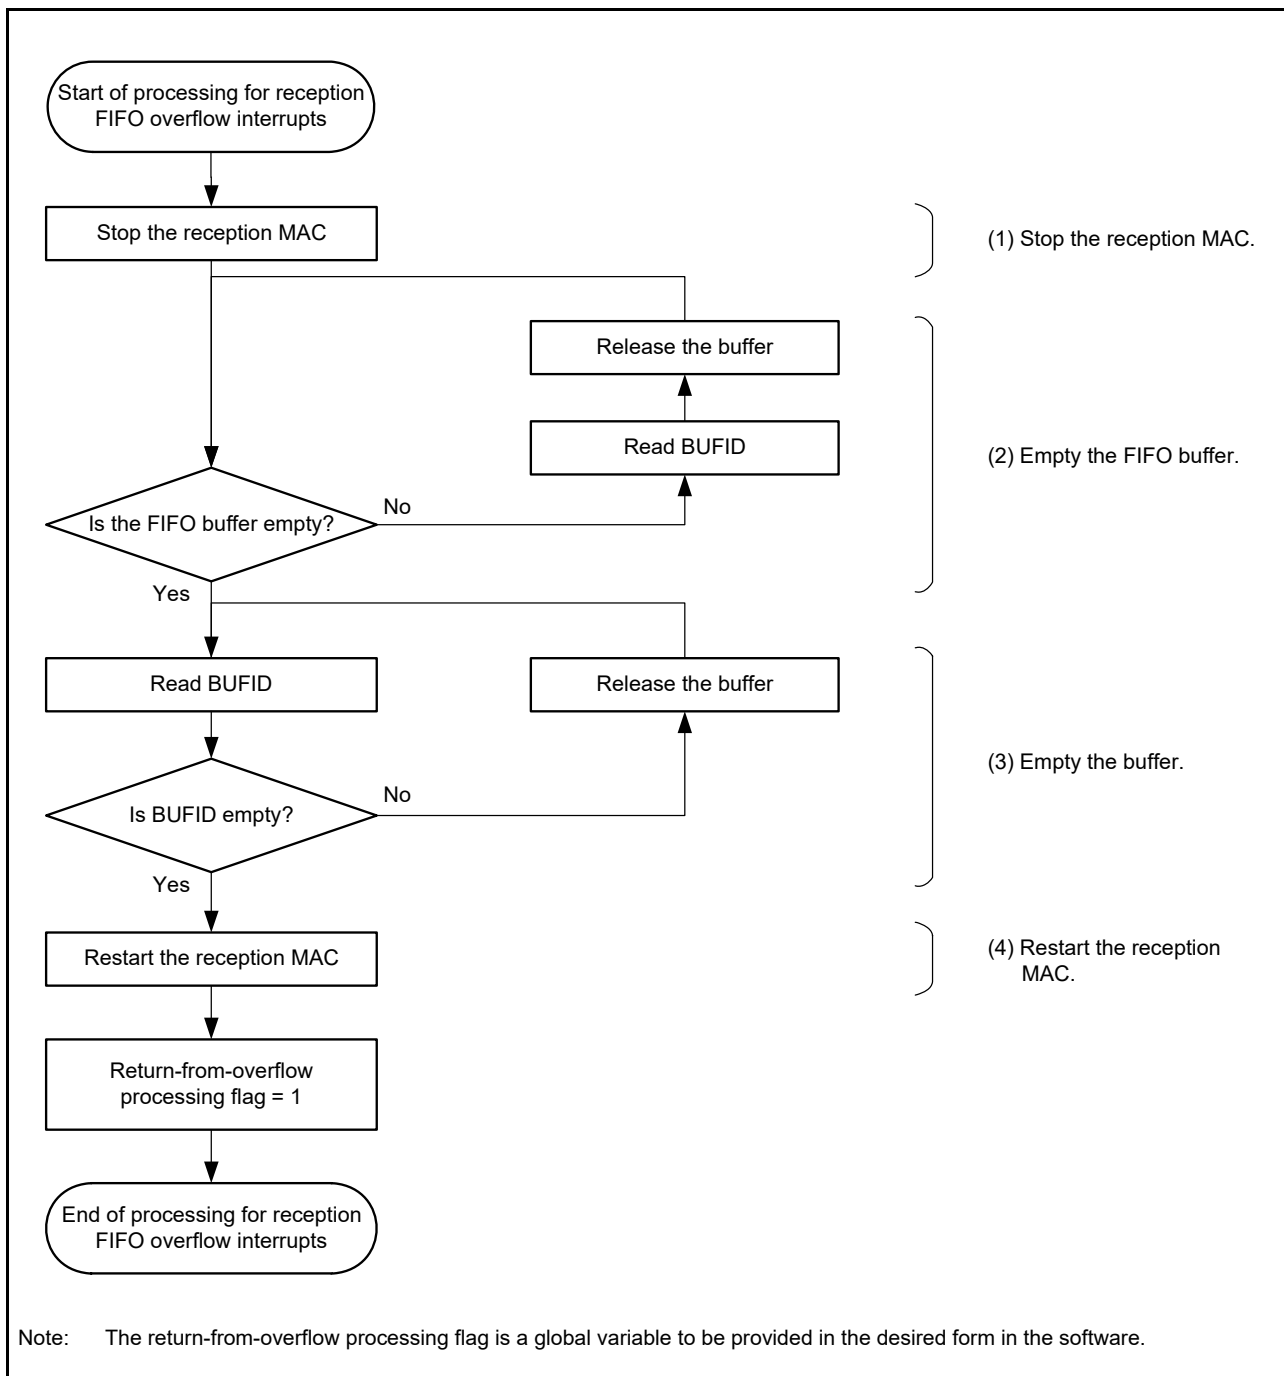 Start of processing for reception
FIFO overflow interrupts
Stop the reception MAC
(1) Stop the reception MAC.
Release the buffer
Read BUFID
(2) Empty the FIFO buffer.
Is the FIFO buffer empty?
No
Yes
Read BUFID
Release the buffer
(3) Empty the buffer.
Is BUFID empty?
No
Yes
Restart the reception MAC
(4) Restart the reception
MAC.
Return-from-overflow
processing flag = 1
End of processing for reception
FIFO overflow interrupts
Note: The return-from-overflow processing flag is a global variable to be provided in the desired form in the software.